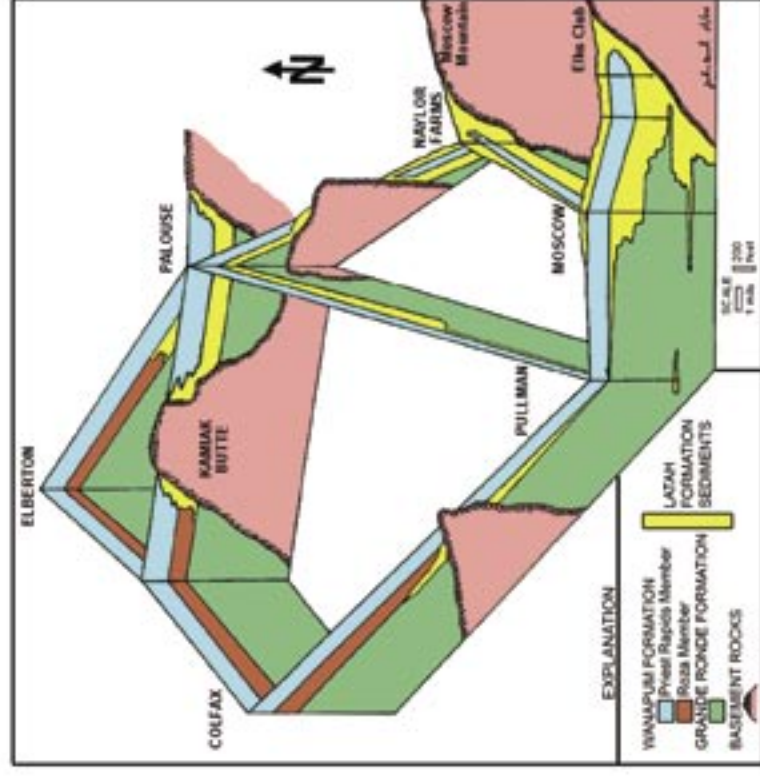 ELBERTON
PALOUSE
N
Moscow
Mountain
NAYLOR
FARMS
Elks Club
KAMIAK
BUTTE
MOSCOW
PULLMAN
COLFAX
SCALE
1 mile
200
Feet
EXPLANATION
WANAPUM FORMATION
Priest Rapids Member
Roza Member
GRANDE RONDE FORMATION
BASEMENT ROCKS
LATAH
FORMATION
SEDIMENTS